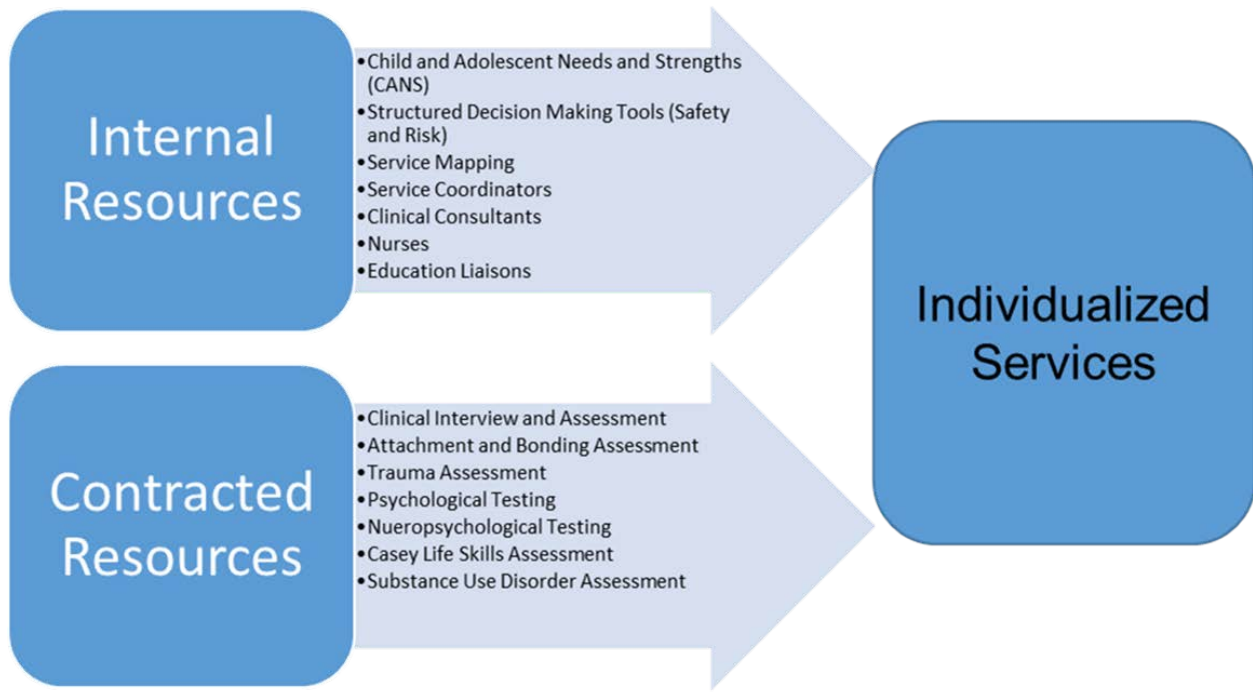 Internal
Resources
•Child and Adolescent Needs and Strengths
(CANS)
•Structured Decision Making Tools (Safety
and Risk)
•Service Mapping
•Service Coordinators
•Clinical Consultants
•Nurses
•Education Liaisons
Contracted
Resources
•Clinical Interview and Assessment
•Attachment and Bonding Assessment
•Trauma Assessment
•Psychological Testing
•Nueropsychological Testing
•Casey Life Skills Assessment
•Substance Use Disorder Assessment
Individualized
Services